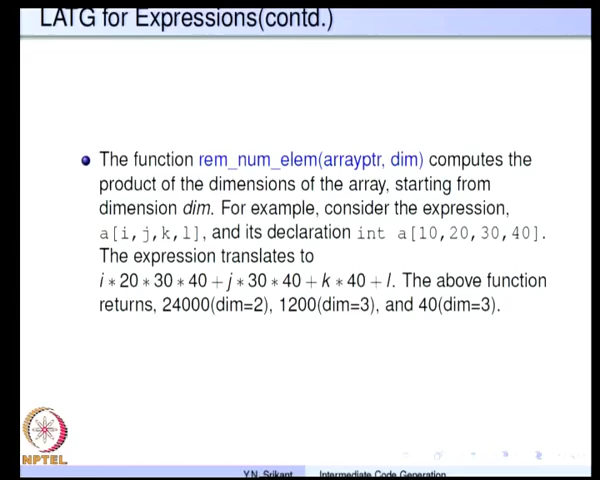 LATG for Expressions(contd.)
The function rem_num_elem(arrayptr, dim) computes the
product of the dimensions of the array, starting from
dimension dim. For example, consider the expression,
a[i,j,k,l], and its declaration int a[10,20,30,40].
The expression translates to
i * 20 * 30 * 40 + j * 30 * 40 + k * 40 + l. The above function
returns, 24000(dim=2), 1200(dim=3), and 40(dim=3).
NPTEL
Y.N. Srikant Intermediate Code Generation